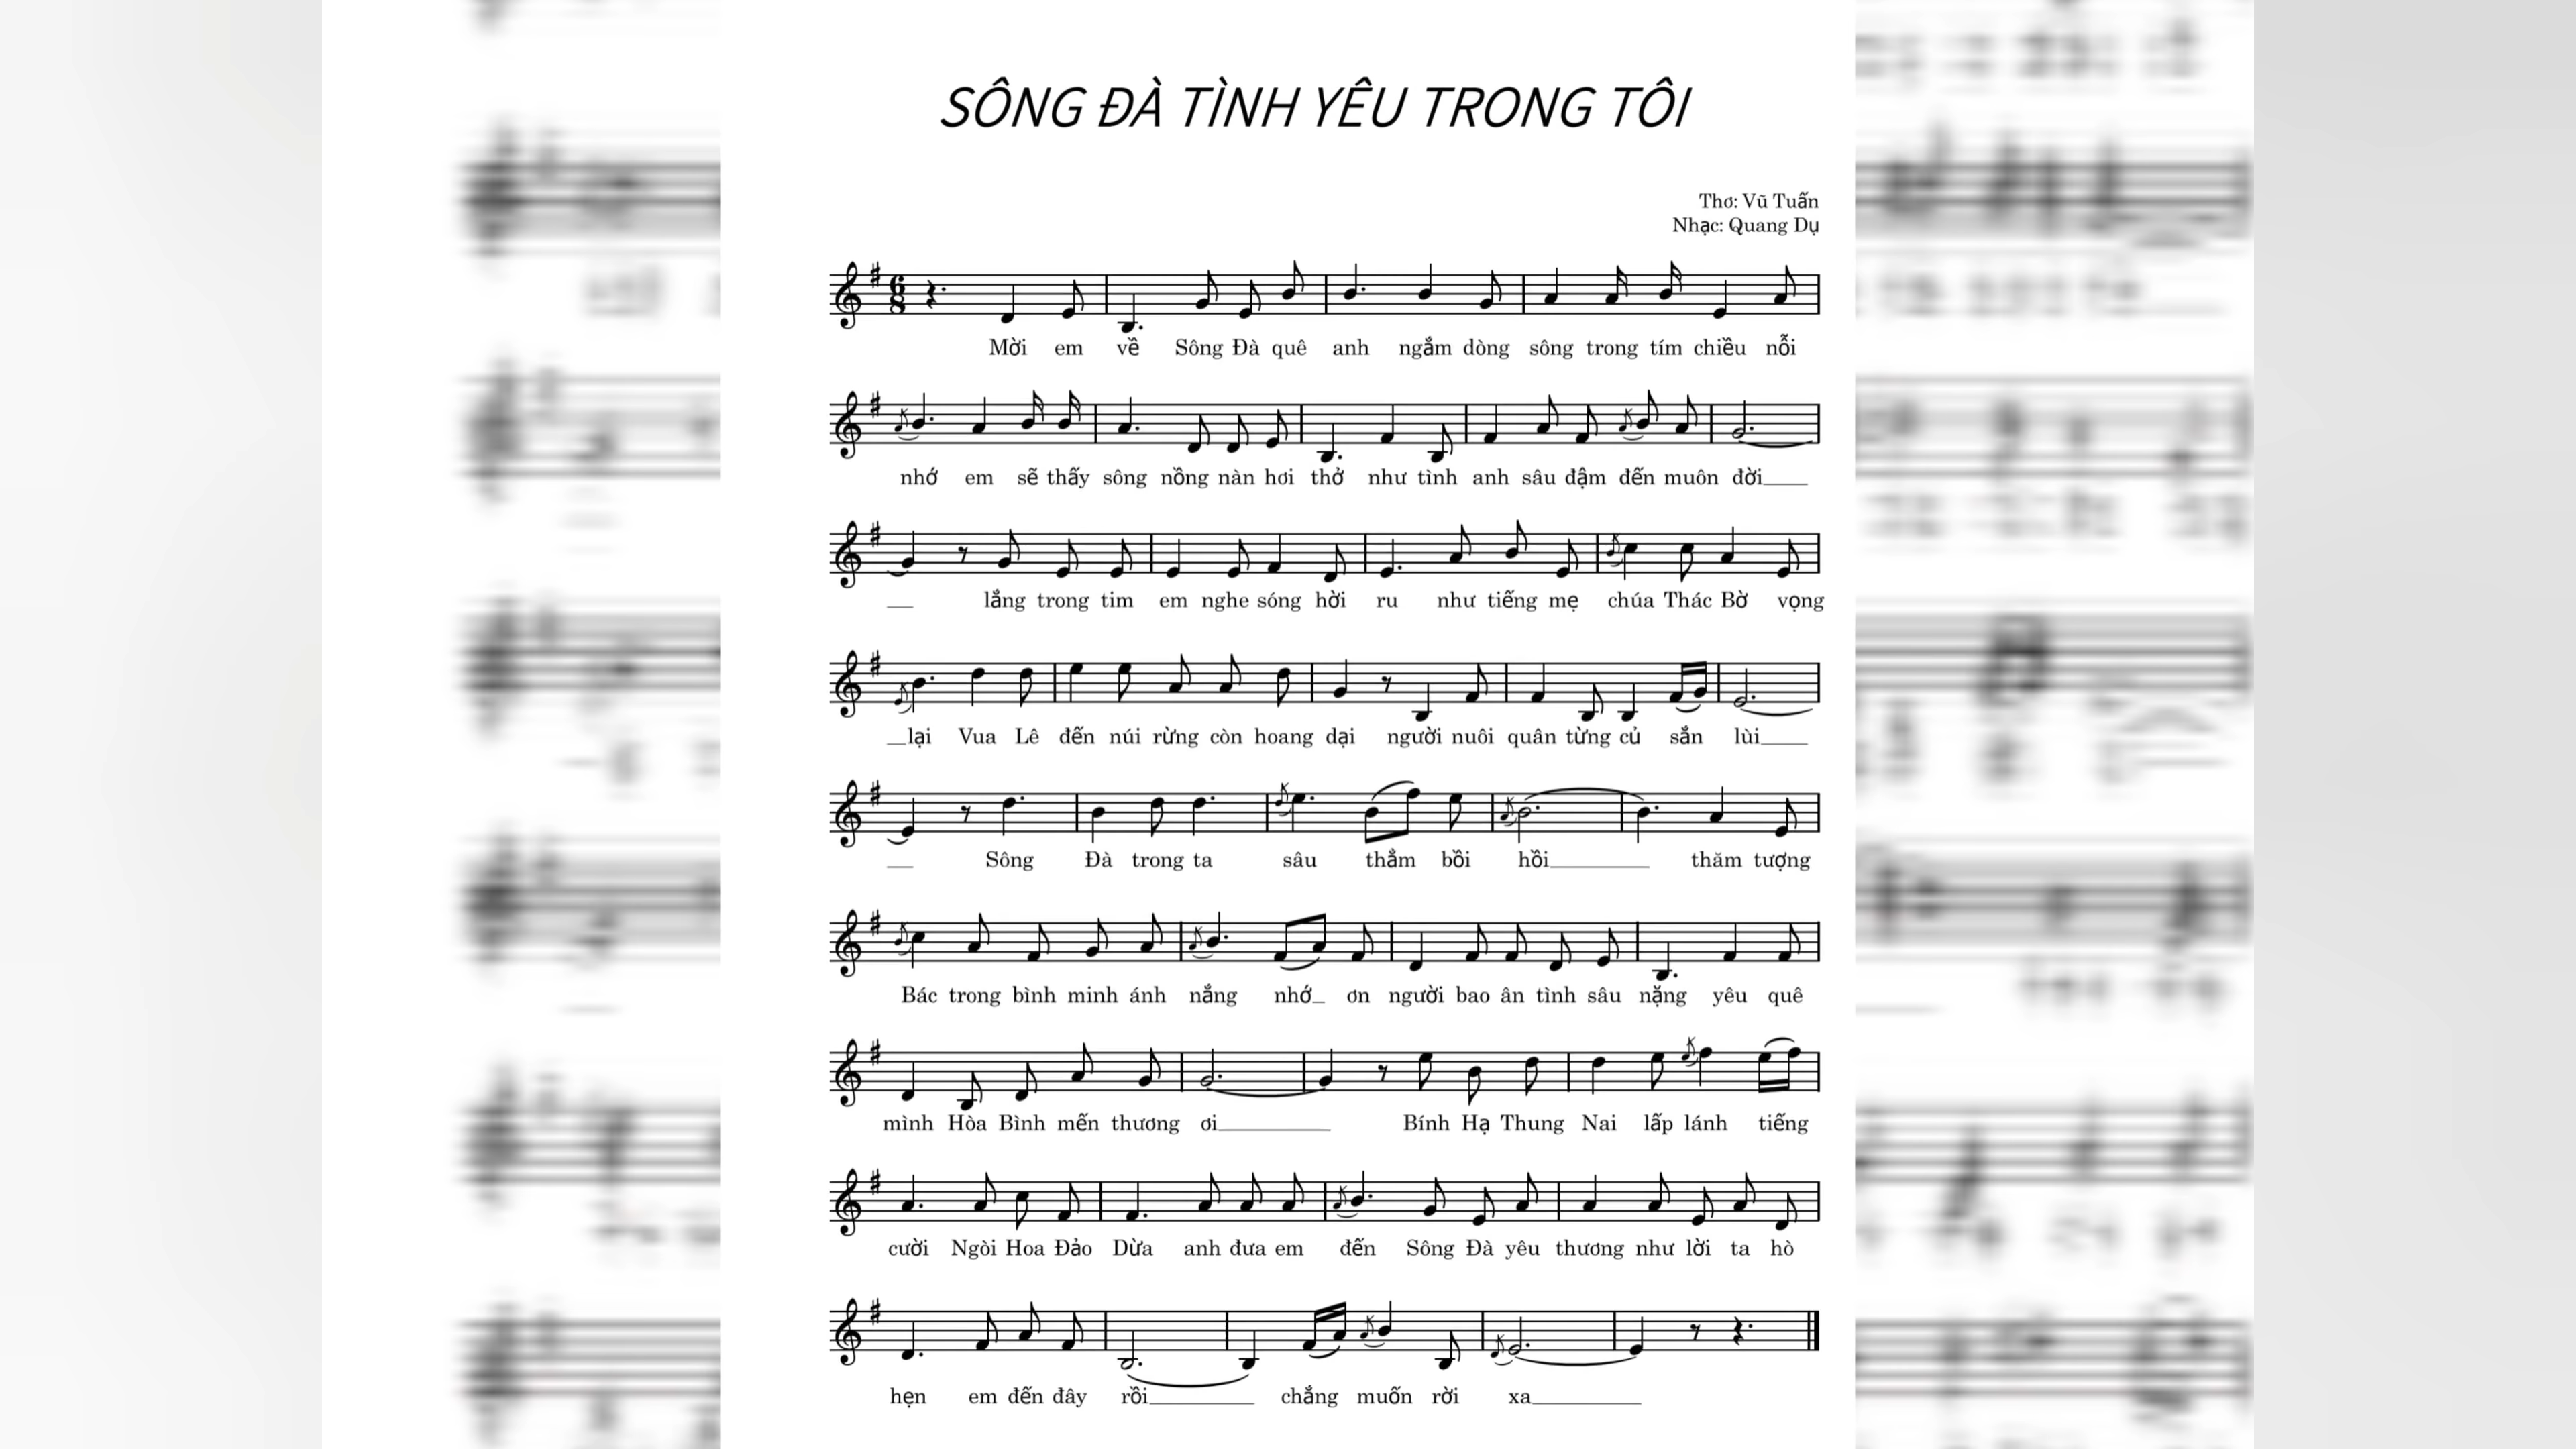 SÔNG ĐÀ TÌNH YÊU TRONG TÔI
Thơ: Vũ Tuấn
Nhạc: Quang Dụ
6
8
Mời em về Sông Đà quê anh ngắm dòng sông trong tím chiều nỗi
nhớ em sẽ thấy sông nồng nàn hơi thở như tình anh sâu đậm đến muôn đời
lắng trong tim em nghe sóng hời ru như tiếng mẹ chúa Thác Bờ vọng
lại Vua Lê đến núi rừng còn hoang dại người nuôi quân từng củ sắn lùi
Sông Đà trong ta sâu thẳm bồi hồi thăm tượng
Bác trong bình minh ánh nắng nhớ ơn người bao ân tình sâu nặng yêu quê
mình Hòa Bình mến thương ơi Bính Hạ Thung Nai lấp lánh tiếng
cười Ngòi Hoa Đảo Dừa anh đưa em đến Sông Đà yêu thương như lời ta hò
hẹn em đến đây rồi chẳng muốn rời xa